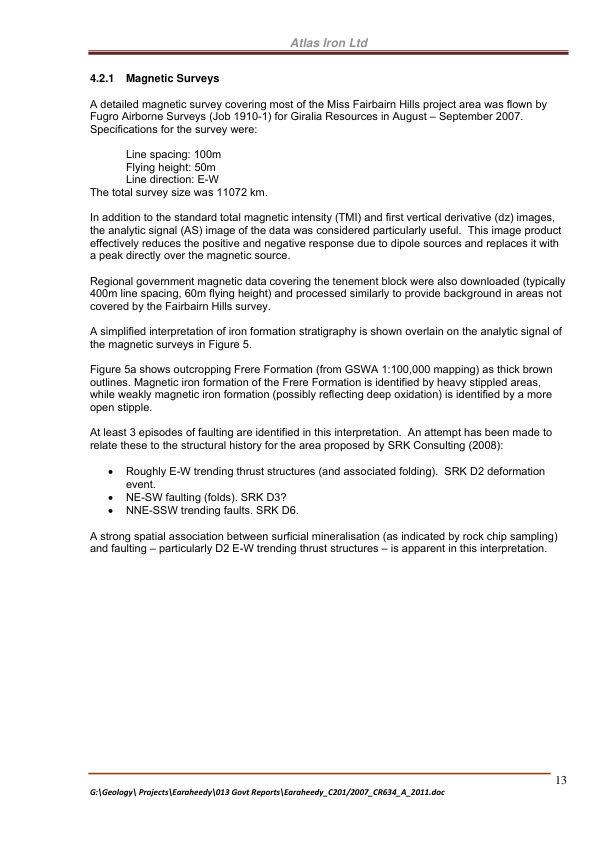 Atlas Iron Ltd
4.2.1 Magnetic Surveys
A detailed magnetic survey covering most of the Miss Fairbairn Hills project area was flown by
Fugro Airborne Surveys (Job 1910-1) for Giralia Resources in August – September 2007.
Specifications for the survey were:
Line spacing: 100m
Flying height: 50m
Line direction: E-W
The total survey size was 11072 km.
In addition to the standard total magnetic intensity (TMI) and first vertical derivative (dz) images,
the analytic signal (AS) image of the data was considered particularly useful. This image product
effectively reduces the positive and negative response due to dipole sources and replaces it with
a peak directly over the magnetic source.
Regional government magnetic data covering the tenement block were also downloaded (typically
400m line spacing, 60m flying height) and processed similarly to provide background in areas not
covered by the Fairbairn Hills survey.
A simplified interpretation of iron formation stratigraphy is shown overlain on the analytic signal of
the magnetic surveys in Figure 5.
Figure 5a shows outcropping Frere Formation (from GSWA 1:100,000 mapping) as thick brown
outlines. Magnetic iron formation of the Frere Formation is identified by heavy stippled areas,
while weakly magnetic iron formation (possibly reflecting deep oxidation) is identified by a more
open stipple.
At least 3 episodes of faulting are identified in this interpretation. An attempt has been made to
relate these to the structural history for the area proposed by SRK Consulting (2008):
• Roughly E-W trending thrust structures (and associated folding). SRK D2 deformation
event.
• NE-SW faulting (folds). SRK D3?
• NNE-SSW trending faults. SRK D6.
A strong spatial association between surficial mineralisation (as indicated by rock chip sampling)
and faulting – particularly D2 E-W trending thrust structures – is apparent in this interpretation.
13
G:\Geology\ Projects\Earaheedy\013 Govt Reports\Earaheedy_C201/2007_CR634_A_2011.doc